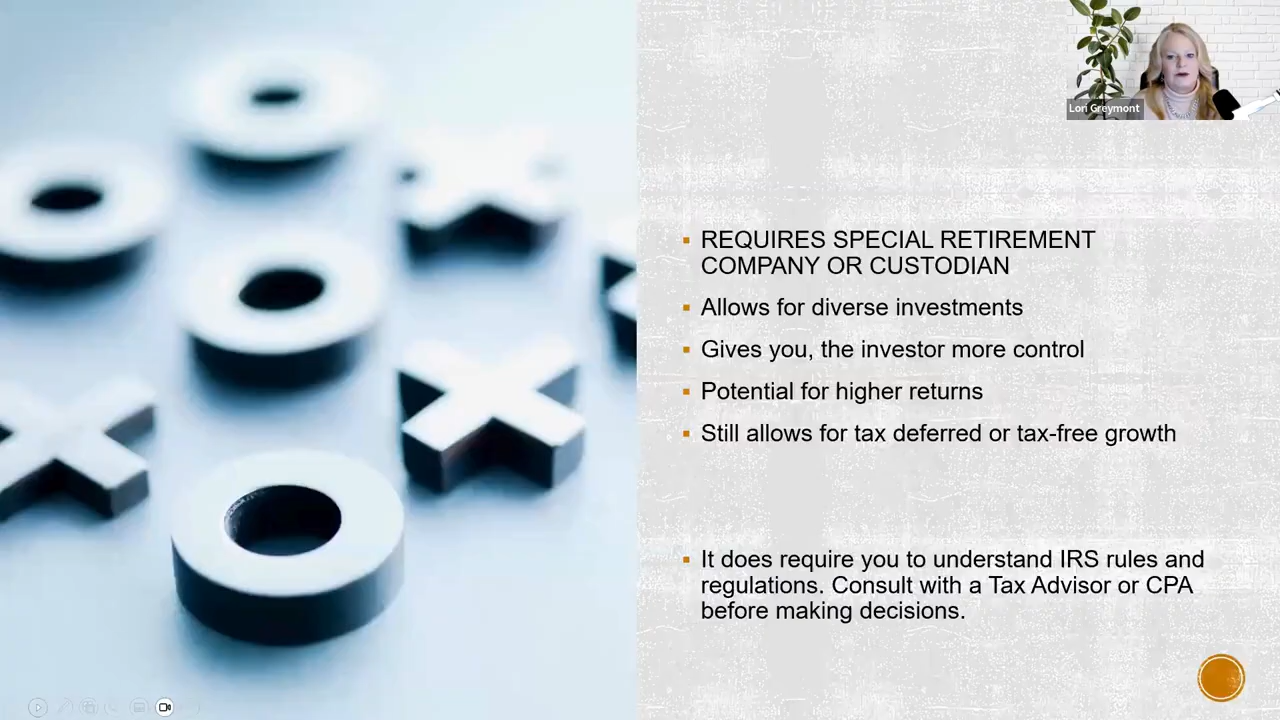 Lori Greymont
REQUIRES SPECIAL RETIREMENT
COMPANY OR CUSTODIAN
Allows for diverse investments
Gives you, the investor more control
Potential for higher returns
Still allows for tax deferred or tax-free growth
It does require you to understand IRS rules and
regulations. Consult with a Tax Advisor or CPA
before making decisions.